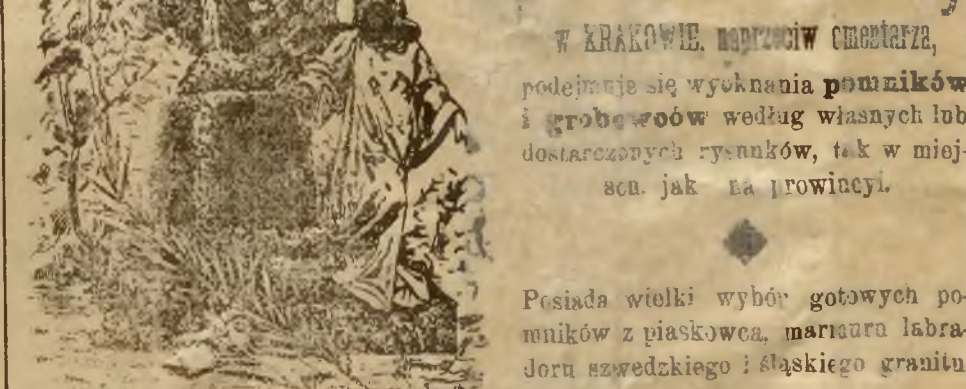 w KRAKOWIE, naprzeciw cmentarza,
podejmuje się wyoknania pomników
i grobowców według własnych lub
dostarczonych rysunków, tak w miej-
scu, jak na prowincyi.
Posiada wielki wybór gotowych po-
mników z piaskowca, marmuru labra-
doru szwedzkiego i śląskiego granitu